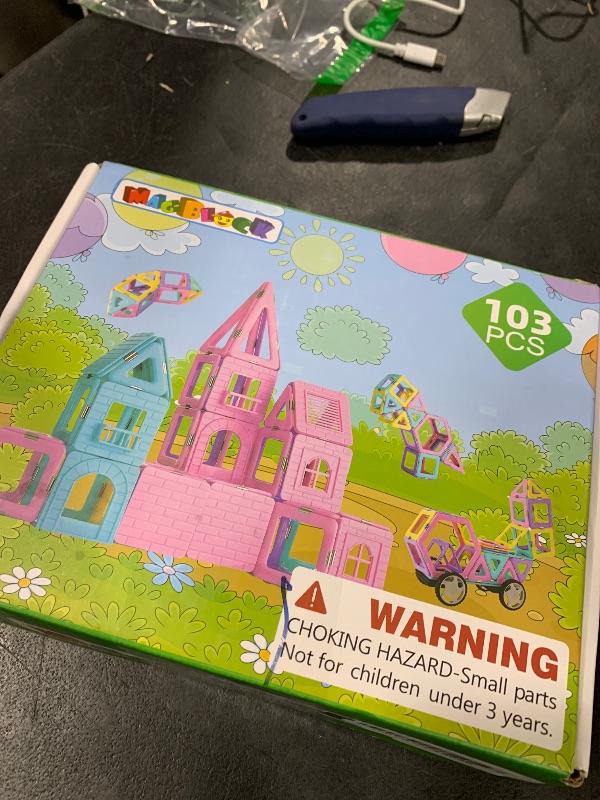 MAGBLOCK
103
PCS
WARNING
CHOKING HAZARD-Small parts
Not for children under 3 years.